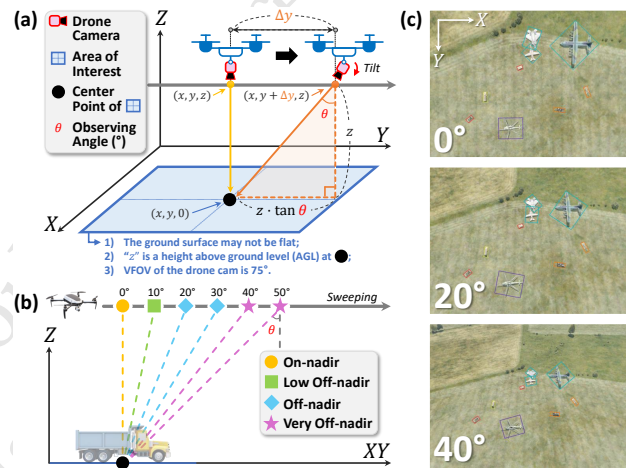 (a)
Drone
Camera
Area of
Interest
Center
Point of
θ Observing
Angle (°)
Z
Δy
Tilt
(x, y, z)
(x, y + Δy, z)
θ
z
Y
(x, y, 0)
z · tan θ
X
1) The ground surface may not be flat;
2) "z" is a height above ground level (AGL) at ;
3) VFOV of the drone cam is 75°.
(b)
0° 10° 20° 30° 40° 50°
Sweeping
Z
θ
On-nadir
Low Off-nadir
Off-nadir
Very Off-nadir
XY
(c)
X
Y
0°
20°
40°